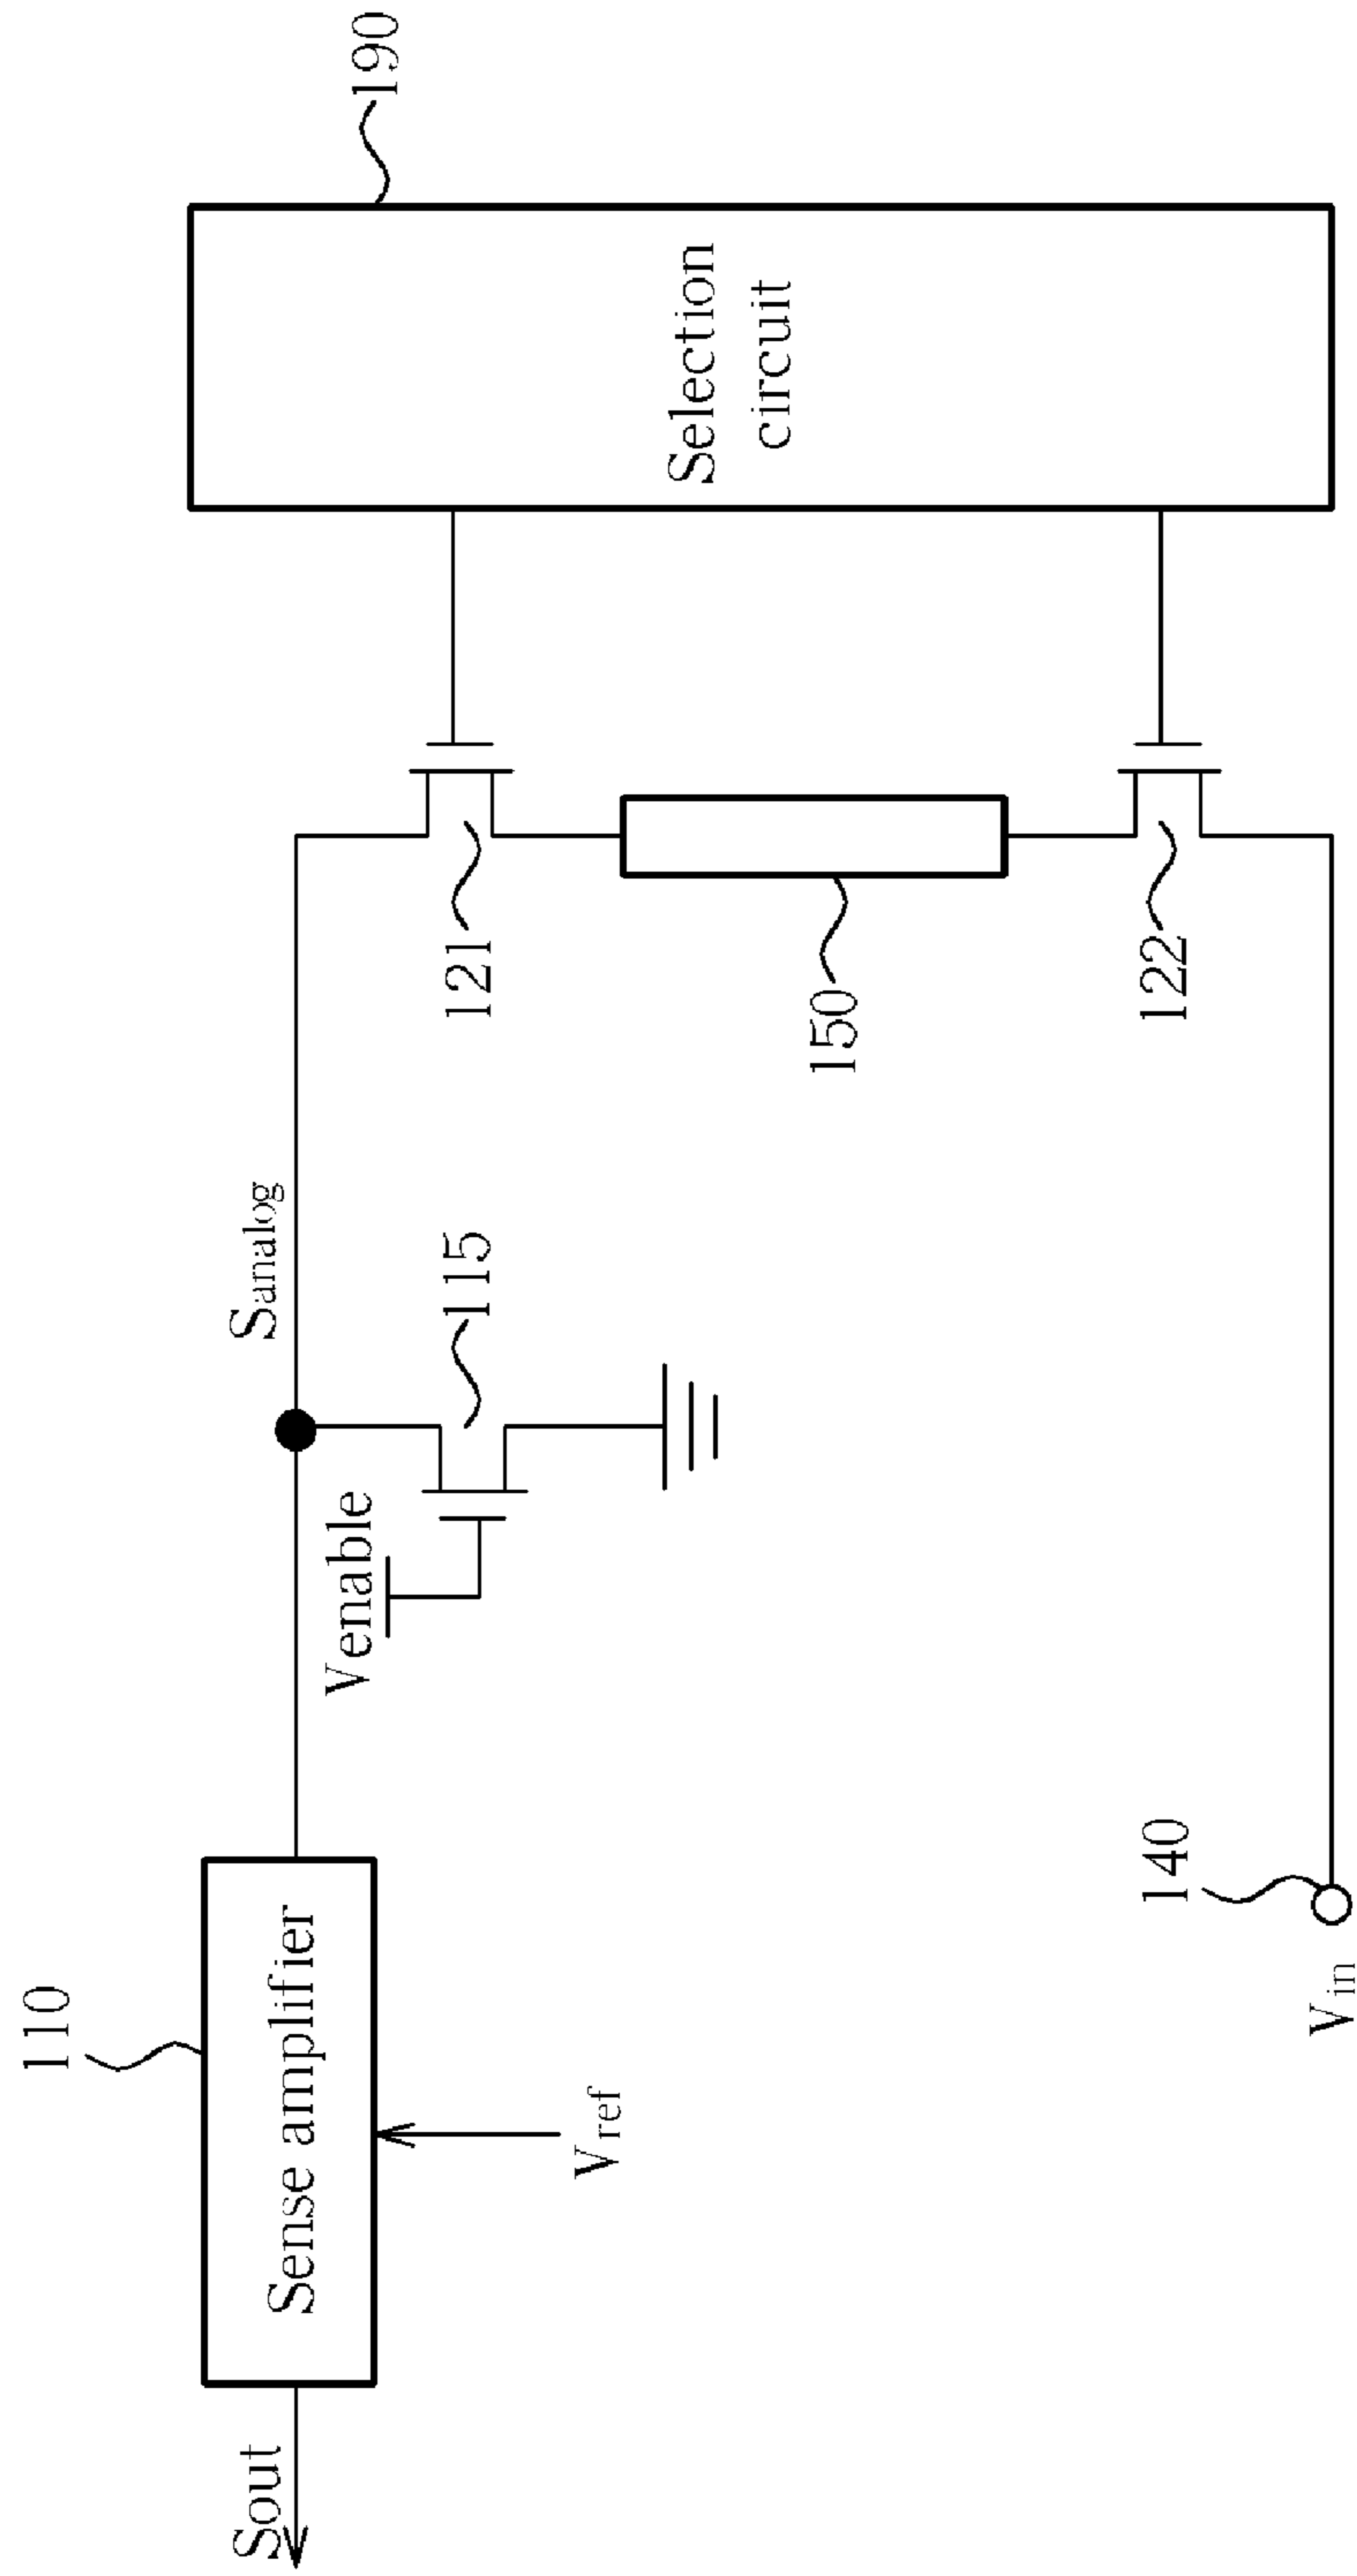 190
Selection
circuit
121
150
122
Sanalog
115
Venable
110
Sense amplifier
Vref
140
Vin
Sout